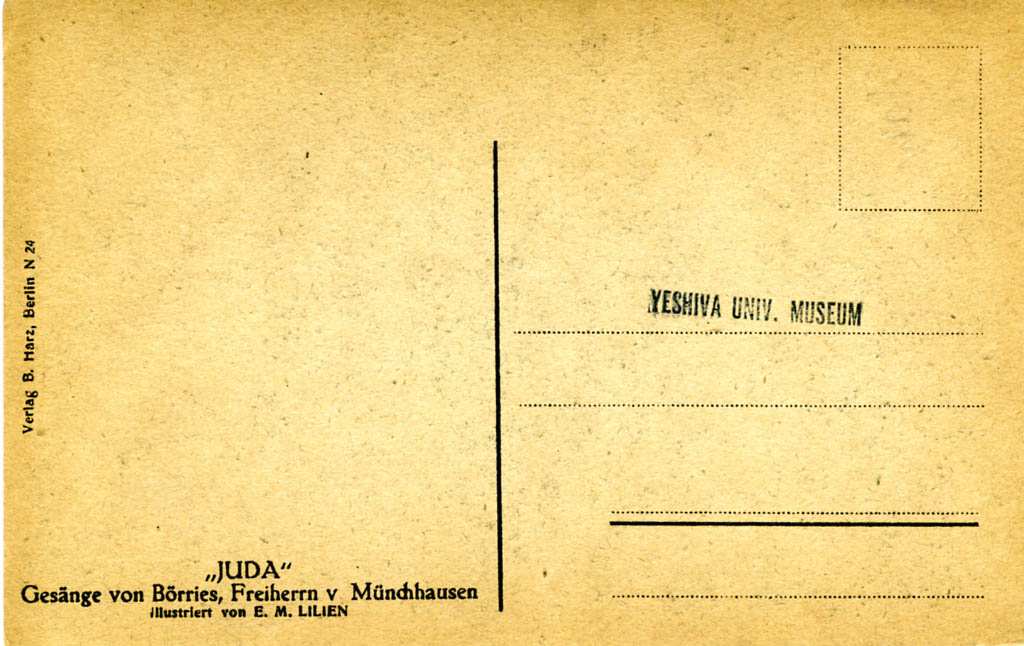 Verlag B. Harz, Berlin N 24
„JUDA“
Gesänge von Börries, Freiherrn v Münchhausen
illustriert von E. M. LILIEN
YESHIVA UNIV. MUSEUM